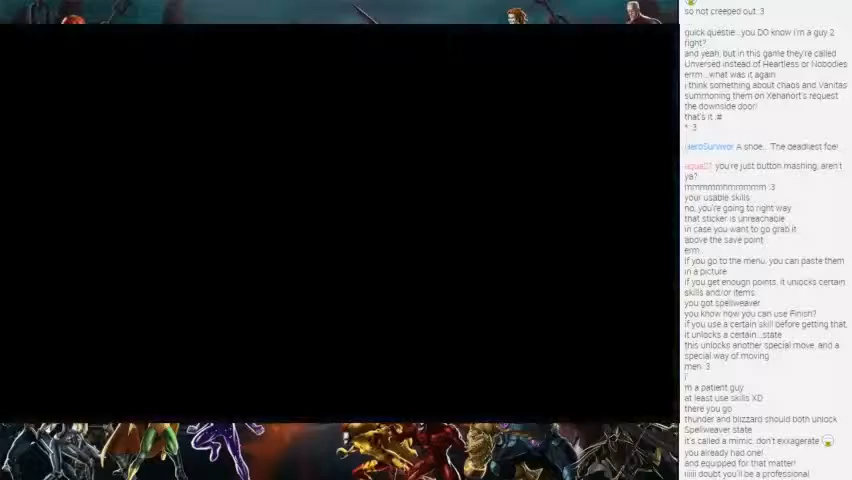 so not creeped out :3
quick questie...you DO know i'm a guy 2
right?
and yeah, but in this game they're called
Unversed instead of Heartless or Nobodies
errm...what was it again
i think something about chaos and Vanitas
summoning them on Xehanort's request
the downside door!
that's it :#
* :3
HeroSurvivor A shoe... The deadliest foe!
you're just button mashing, aren't
ya?
mmmmmhmmmmm :3
your usable skills
no, you're going to right way
that sticker is unreachable
in case you want to go grab it
above the save point
erm...
if you go to the menu, you can paste them
in a picture
if you get enough points, it unlocks certain
skills and/or items
you got spellweaver
you know how you can use Finish?
if you use a certain skill before getting that,
it unlocks a certain...state
this unlocks another special move, and a
special way of moving
men :3
i'
m a patient guy
at least use skills XD
there you go
thunder and blizzard should both unlock
Spellweaver state
it's called a mimic, don't exxagerate
you already had one!
and equipped for that matter!
iiiiii doubt you'll be a professional